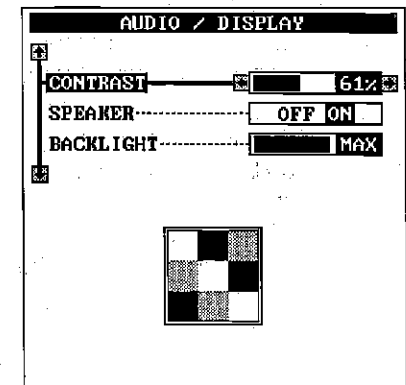 AUDIO / DISPLAY
CONTRAST 61%
SPEAKER OFF ON
BACKLIGHT MAX